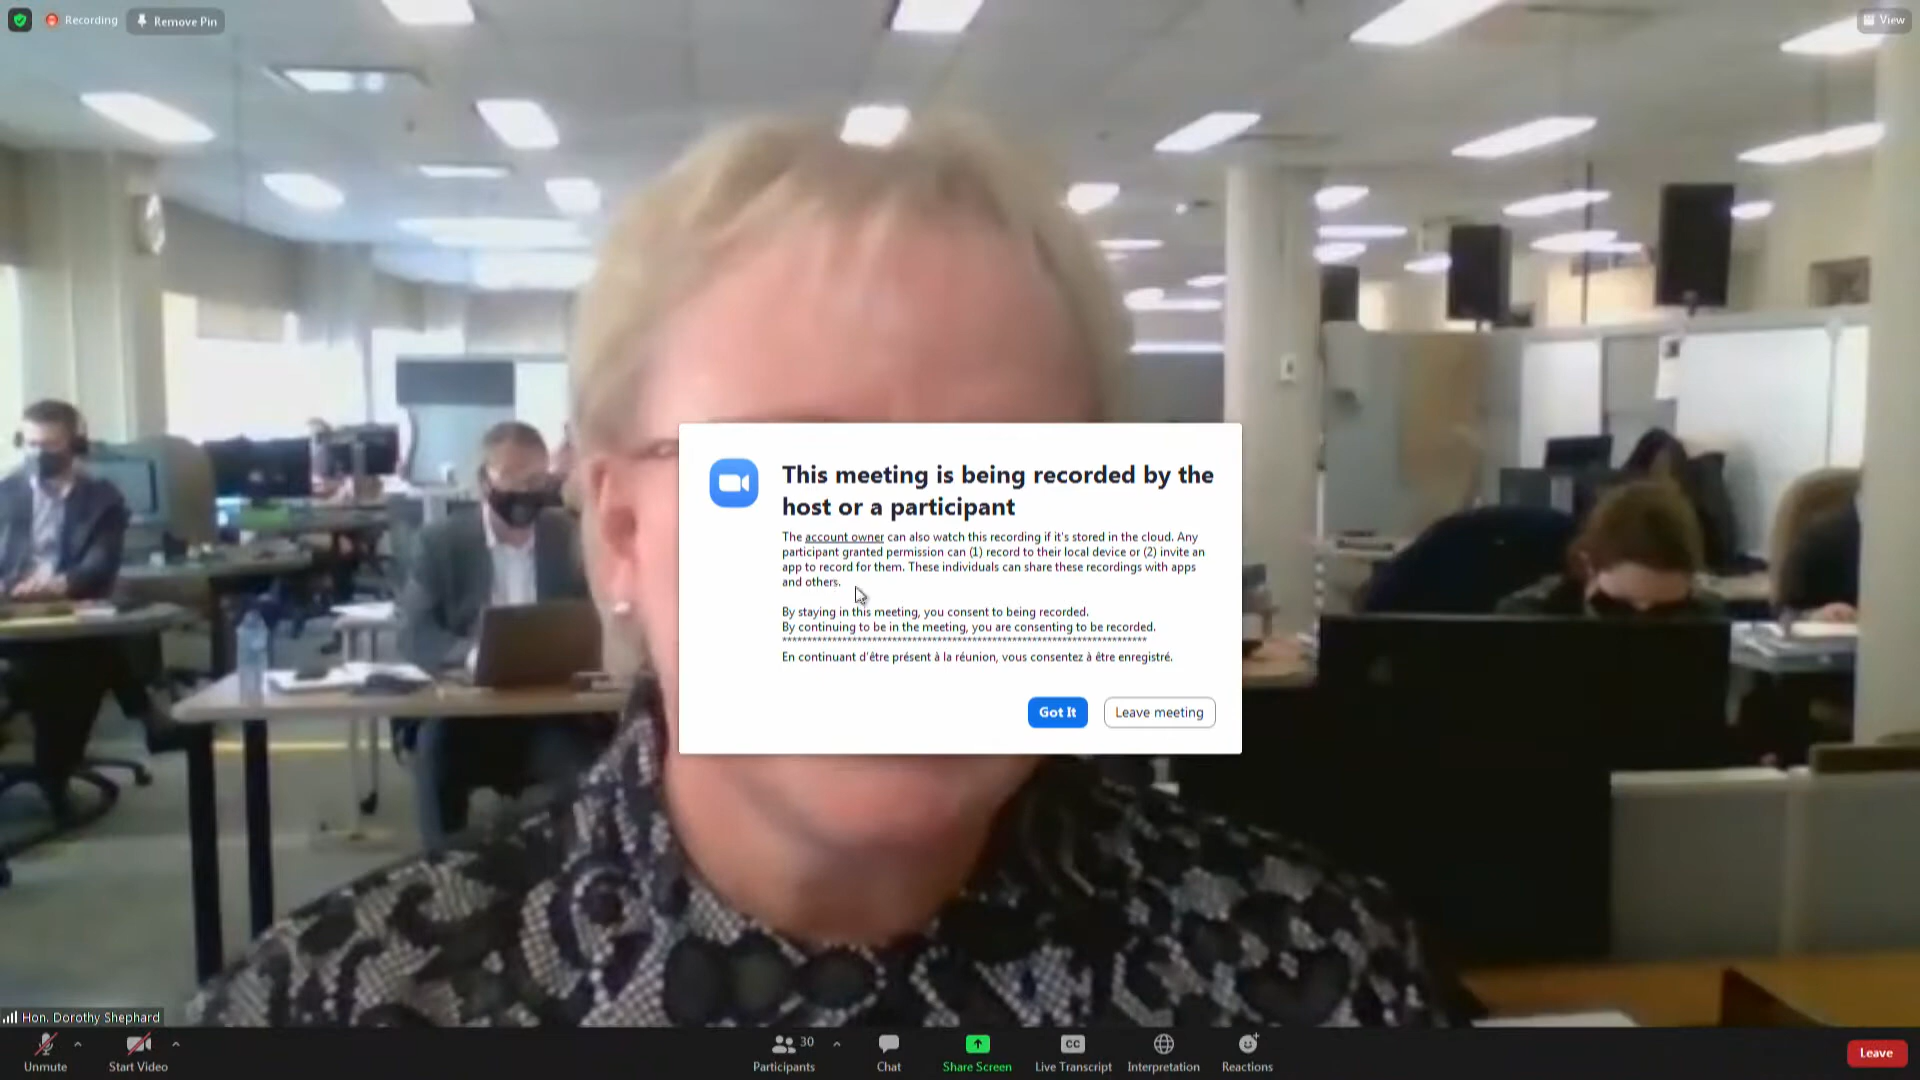 Recording
Remove Pin
View
This meeting is being recorded by the
host or a participant
The account owner can also watch this recording if it's stored in the cloud. Any
participant granted permission can (1) record to their local device or (2) invite an
app to record for them. These individuals can share these recordings with apps
and others.
By staying in this meeting, you consent to being recorded.
By continuing to be in the meeting, you are consenting to be recorded.
*************************************************************************
En continuant d'être présent à la réunion, vous consentez à être enregistré.
Got It
Leave meeting
Hon. Dorothy Shephard
Unmute
Start Video
30
Participants
Chat
Share Screen
CC
Live Transcript
Interpretation
Reactions
Leave